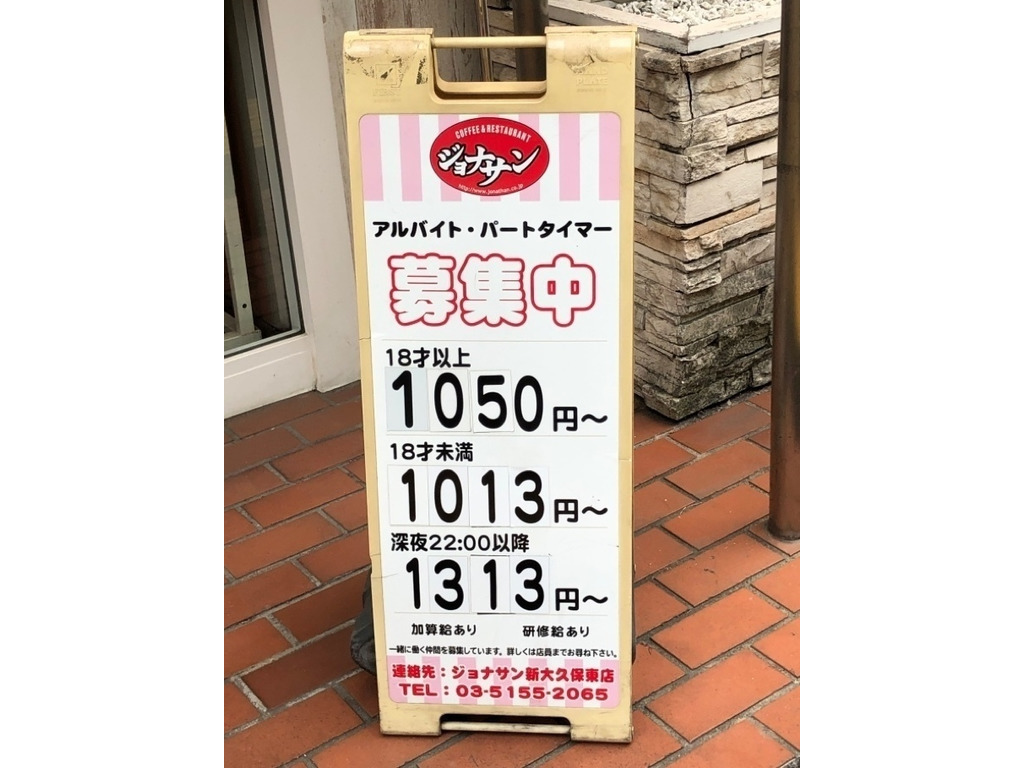 COFFEE & RESTAURANT
ジョナサン
http://www.jonathan.co.jp
アルバイト・パートタイマー
募集中
18才以上
1050円〜
18才未満
1013円〜
深夜22:00以降
1313円〜
加算給あり 研修給あり
一緒に働く仲間を募集しています。詳しくは店員までお尋ね下さい。
連絡先：ジョナサン新大久保東店
TEL：03-5155-2065